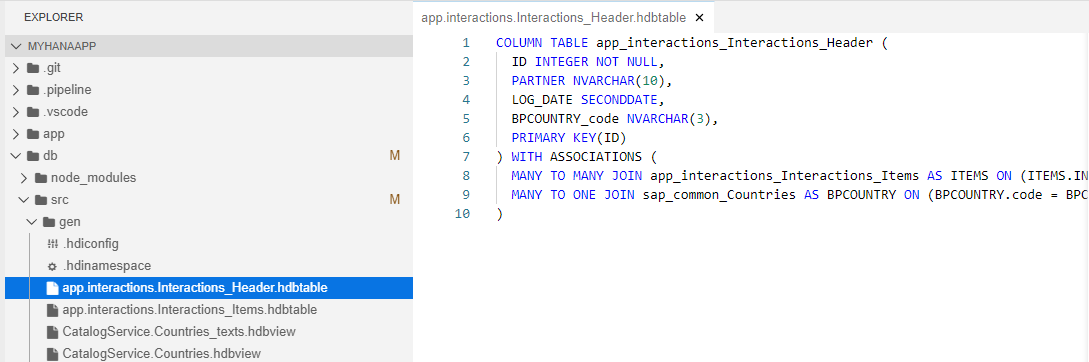 EXPLORER
MYHANAAPP
.git
.pipeline
.vscode
app
db M
node_modules
src M
gen
.hdiconfig
.hdinamespace
app.interactions.Interactions_Header.hdbtable
app.interactions.Interactions_Items.hdbtable
CatalogService.Countries_texts.hdbview
CatalogService.Countries.hdbview
app.interactions.Interactions_Header.hdbtable ×
1 COLUMN TABLE app_interactions_Interactions_Header (
2 ID INTEGER NOT NULL,
3 PARTNER NVARCHAR(10),
4 LOG_DATE SECONDDATE,
5 BPCOUNTRY_code NVARCHAR(3),
6 PRIMARY KEY(ID)
7 ) WITH ASSOCIATIONS (
8 MANY TO MANY JOIN app_interactions_Interactions_Items AS ITEMS ON (ITEMS.IN
9 MANY TO ONE JOIN sap_common_Countries AS BPCOUNTRY ON (BPCOUNTRY.code = BPC
10 )